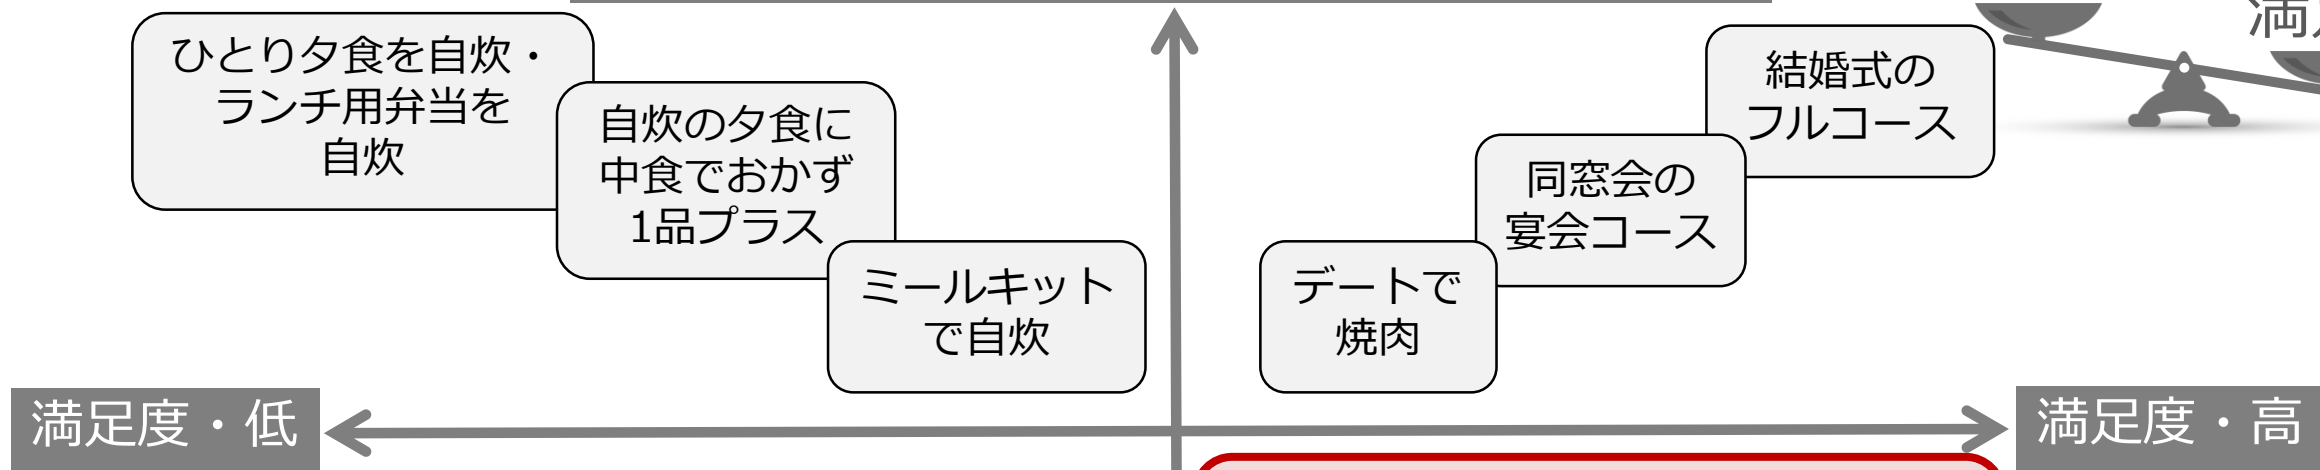 ひとり夕食を自炊・
ランチ用弁当を
自炊
自炊の夕食に
中食でおかず
1品プラス
ミールキット
で自炊
結婚式の
フルコース
同窓会の
宴会コース
デートで
焼肉
満足度・低
満足度・高